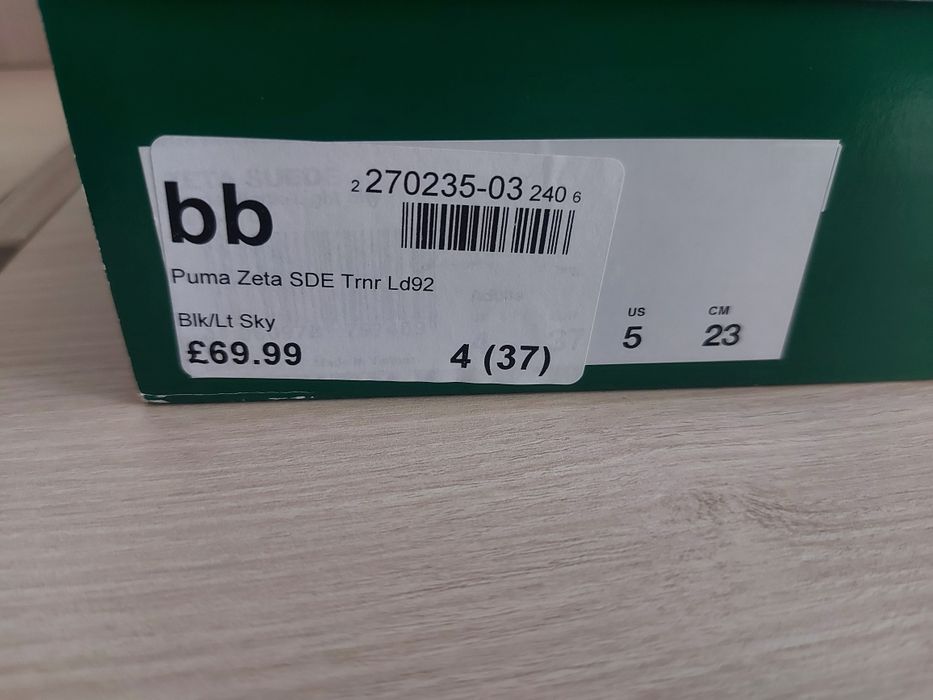 bb
2 270235-03 240 6
Puma Zeta SDE Trnr Ld92
Blk/Lt Sky
£69.99 4 (37)
US CM
5 23